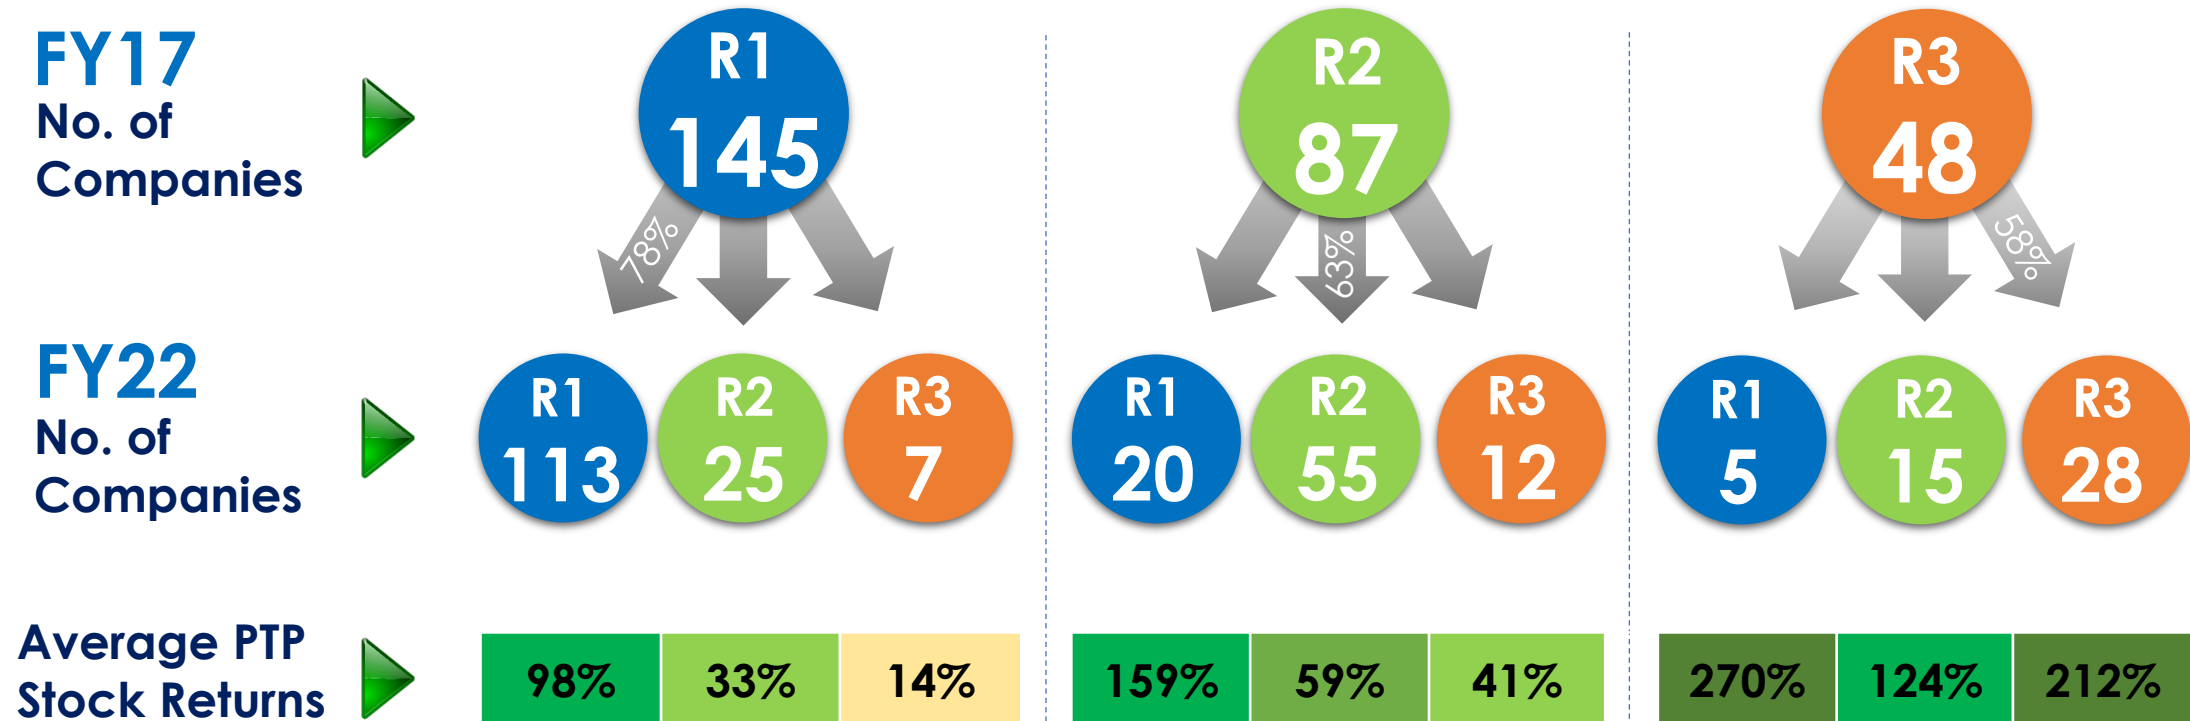 FY17
No. of
Companies
R1
145
R2
87
R3
48
78%
63%
58%
FY22
No. of
Companies
R1
113
R2
25
R3
7
R1
20
R2
55
R3
12
R1
5
R2
15
R3
28
Average PTP
Stock Returns
98% 33% 14% 159% 59% 41% 270% 124% 212%